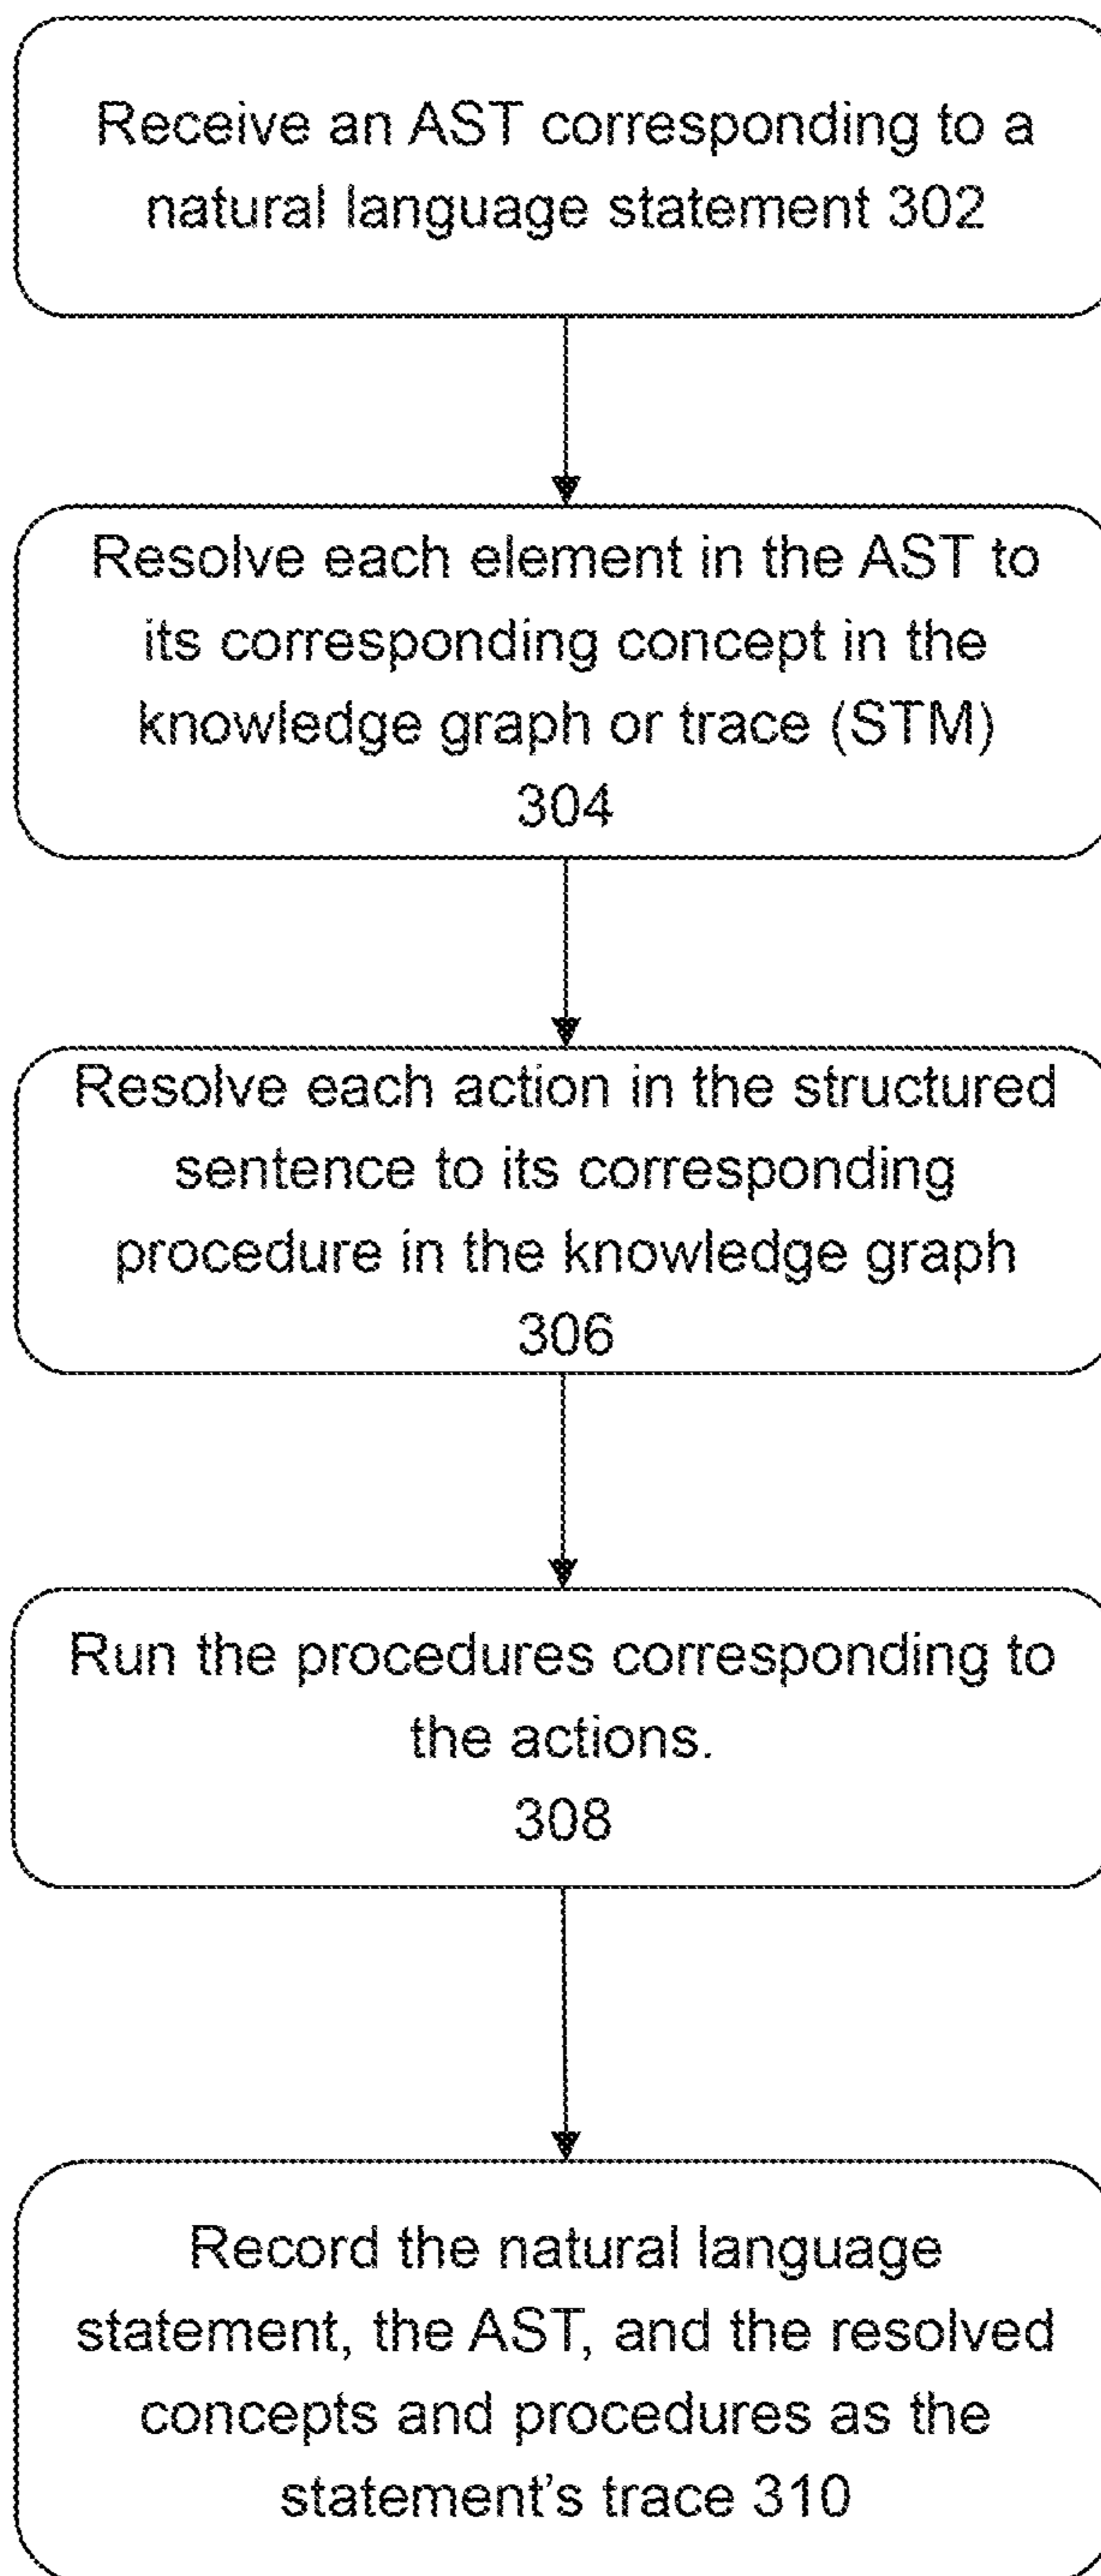 Receive an AST corresponding to a
natural language statement 302
Resolve each element in the AST to
its corresponding concept in the
knowledge graph or trace (STM)
304
Resolve each action in the structured
sentence to its corresponding
procedure in the knowledge graph
306
Run the procedures corresponding to
the actions.
308
Record the natural language
statement, the AST, and the resolved
concepts and procedures as the
statement’s trace 310